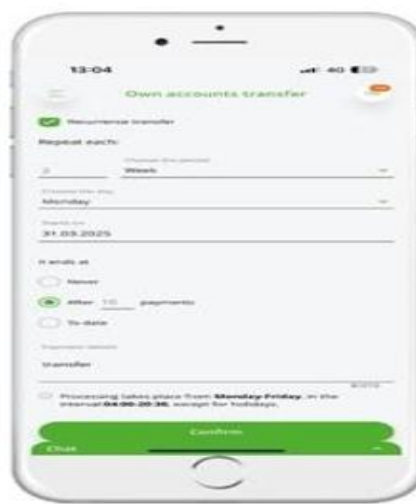 13:04
4G
Own accounts transfer
Recurrence transfer
Repeat each:
Choose the period
2 Week
Choose the day
Monday
Starts on
31.03.2025
It ends at
Never
After 10 payments
To date
Payment details
transfer
Processing takes place from Monday-Friday, in the
interval 04:00-20:30, except for holidays.
Confirm
Chat